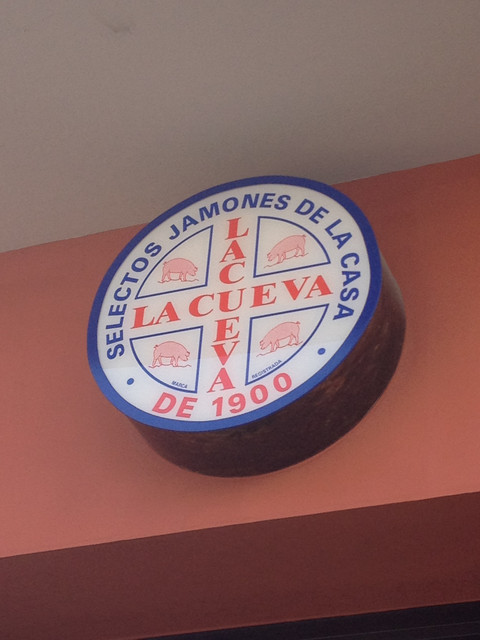 SELECTOS JAMONES DE LA CASA
LA CUEVA
LA CUEVA
MARCA REGISTRADA
DE 1900